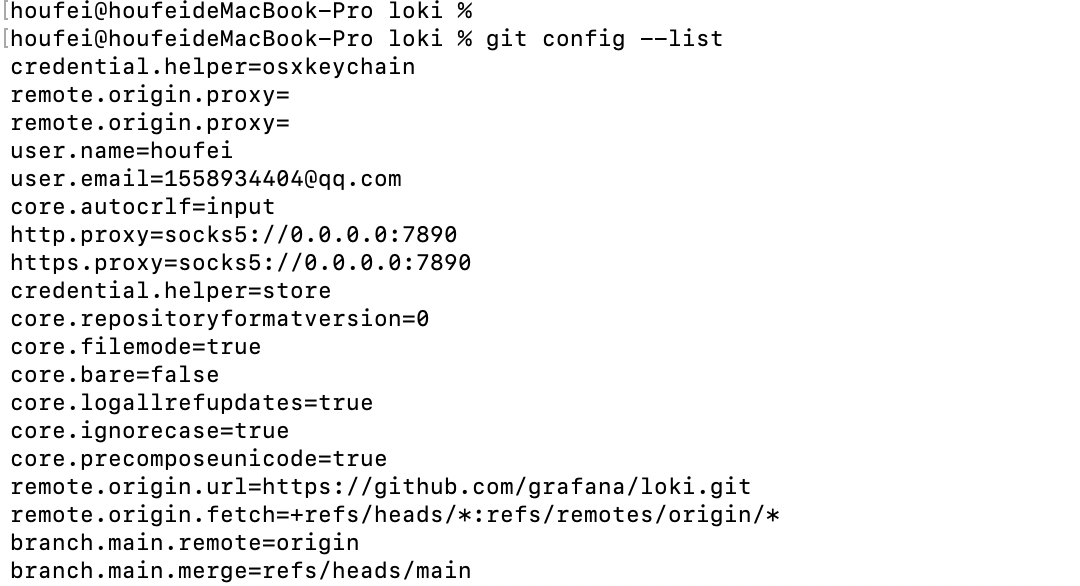 [houfei@houfeideMacBook-Pro loki %
[houfei@houfeideMacBook-Pro loki % git config --list
credential.helper=osxkeychain
remote.origin.proxy=
remote.origin.proxy=
user.name=houfei
user.email=1558934404@qq.com
core.autocrlf=input
http.proxy=socks5://0.0.0.0:7890
https.proxy=socks5://0.0.0.0:7890
credential.helper=store
core.repositoryformatversion=0
core.filemode=true
core.bare=false
core.logallrefupdates=true
core.ignorecase=true
core.precomposeunicode=true
remote.origin.url=https://github.com/grafana/loki.git
remote.origin.fetch=+refs/heads/*:refs/remotes/origin/*
branch.main.remote=origin
branch.main.merge=refs/heads/main